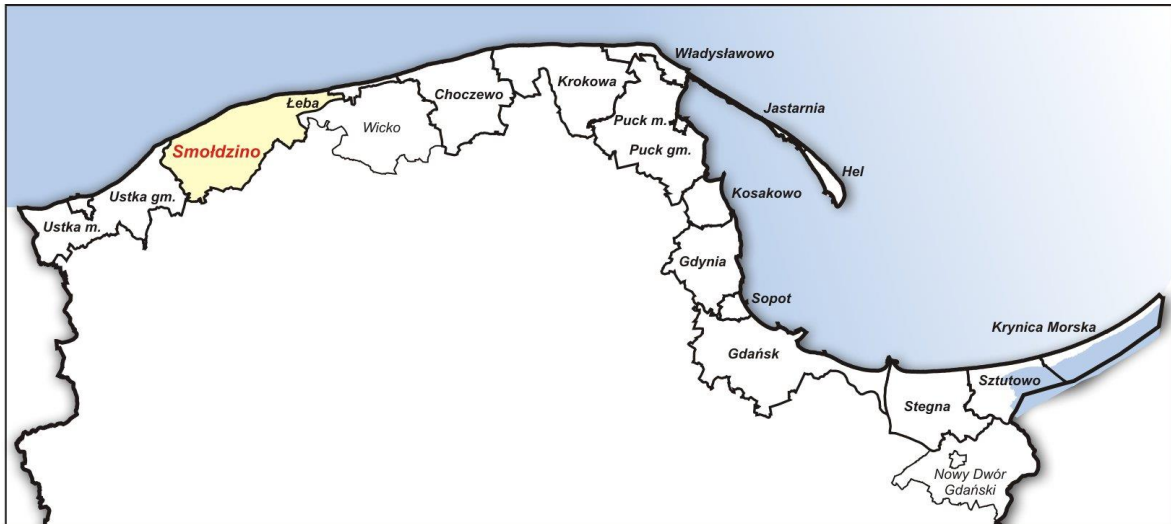 Władysławowo
Łeba
Choczewo
Krokowa
Jastarnia
Wicko
Puck m.
Smołdzino
Puck gm.
Hel
Ustka gm.
Kosakowo
Ustka m.
Gdynia
Sopot
Krynica Morska
Gdańsk
Sztutowo
Stegna
Nowy Dwór
Gdański